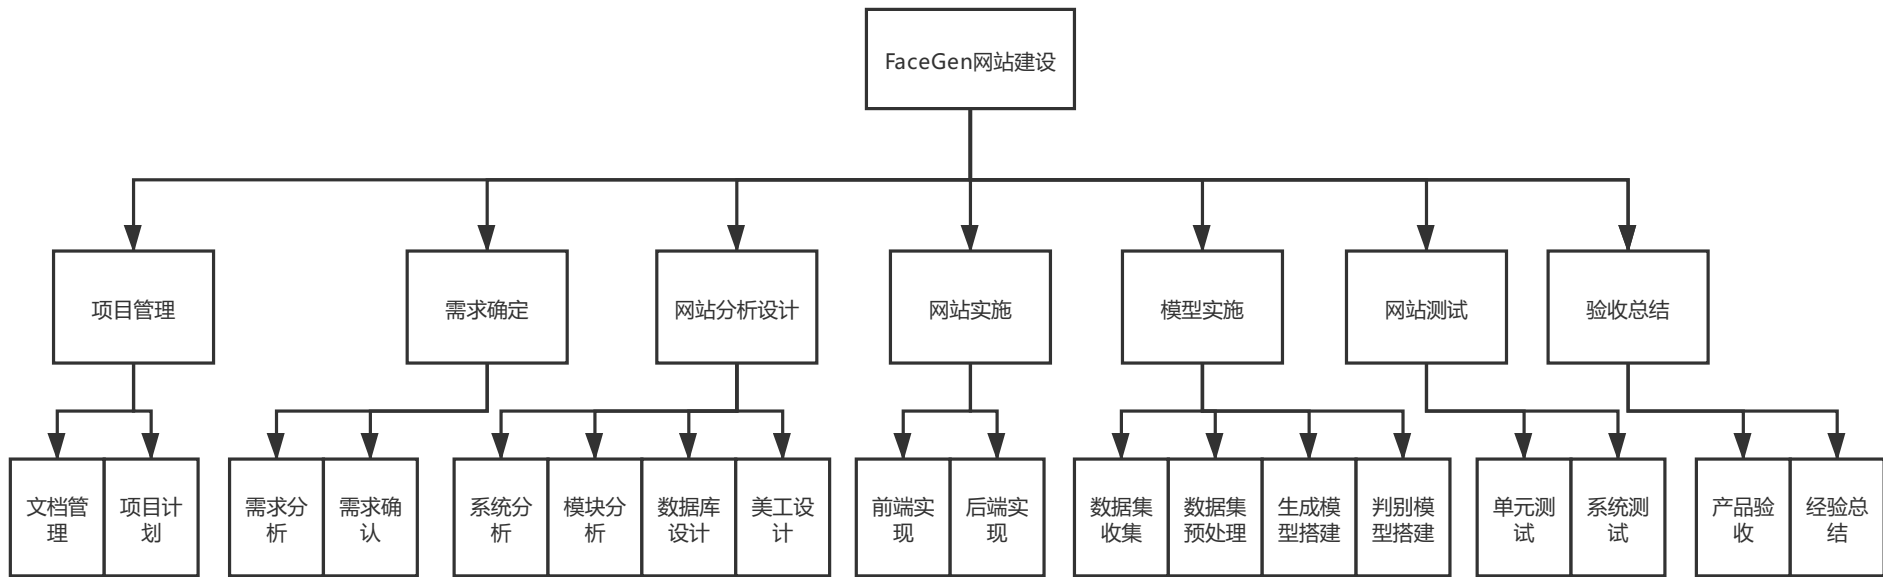 FaceGen网站建设
项目管理
需求确定
网站分析设计
网站实施
模型实施
网站测试
验收总结
文档管
理
项目计
划
需求分
析
需求确
认
系统分
析
模块分
析
数据库
设计
美工设
计
前端实
现
后端实
现
数据集
收集
数据集
预处理
生成模
型搭建
判别模
型搭建
单元测
试
系统测
试
产品验
收
经验总
结